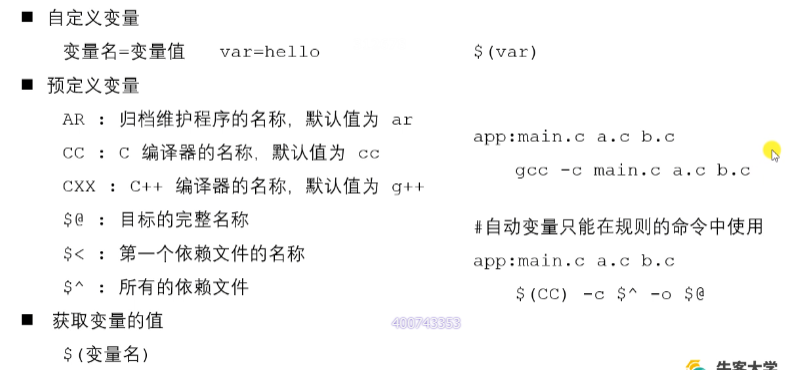 ■ 自定义变量
变量名=变量值 var=hello
$(var)
■ 预定义变量
AR : 归档维护程序的名称，默认值为 ar
CC : C 编译器的名称，默认值为 cc
CXX : C++ 编译器的名称，默认值为 g++
$@ : 目标的完整名称
$< : 第一个依赖文件的名称
$^ : 所有的依赖文件
■ 获取变量的值
$(变量名)
app:main.c a.c b.c
gcc -c main.c a.c b.c
#自动变量只能在规则的命令中使用
app:main.c a.c b.c
$(CC) -c $^ -o $@
400743353
牛客大学